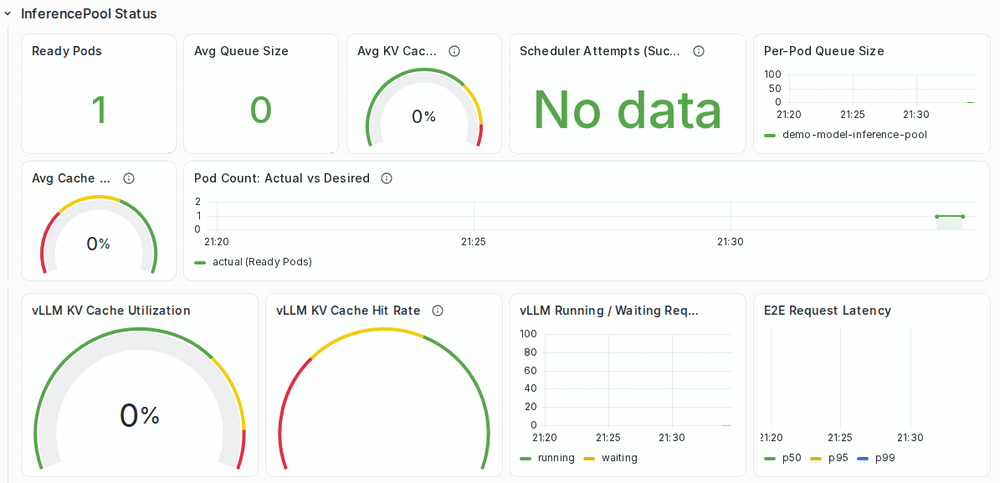 InferencePool Status
Ready Pods
1
Avg Queue Size
0
Avg KV Cac...
0%
Scheduler Attempts (Suc...
No data
Per-Pod Queue Size
100
50
0
21:20 21:25 21:30
demo-model-inference-pool
Avg Cache ...
0%
Pod Count: Actual vs Desired
2
1
0
21:20 21:25 21:30
actual (Ready Pods)
vLLM KV Cache Utilization
0%
vLLM KV Cache Hit Rate
vLLM Running / Waiting Req...
100
80
60
40
20
0
21:20 21:25 21:30
running waiting
E2E Request Latency
21:20 21:25 21:30
p50 p95 p99